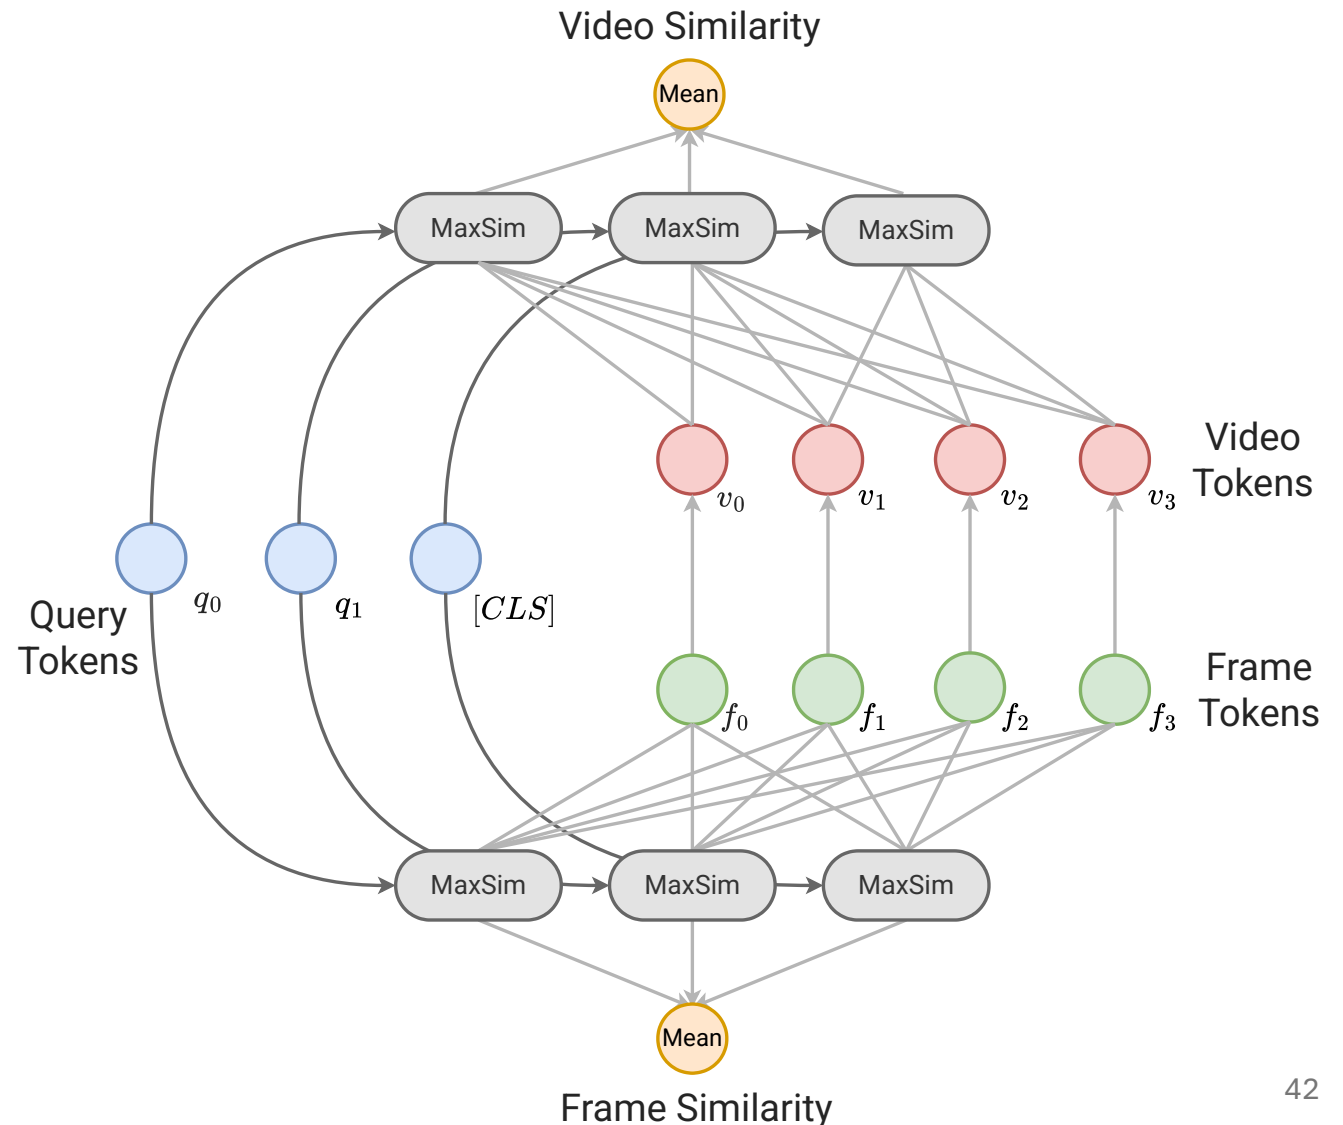 Video Similarity
Mean
MaxSim MaxSim MaxSim
Video
Tokens
v0 v1 v2 v3
q0 q1 [CLS]
Query
Tokens
Frame
Tokens
f0 f1 f2 f3
MaxSim MaxSim MaxSim
Mean
Frame Similarity
42